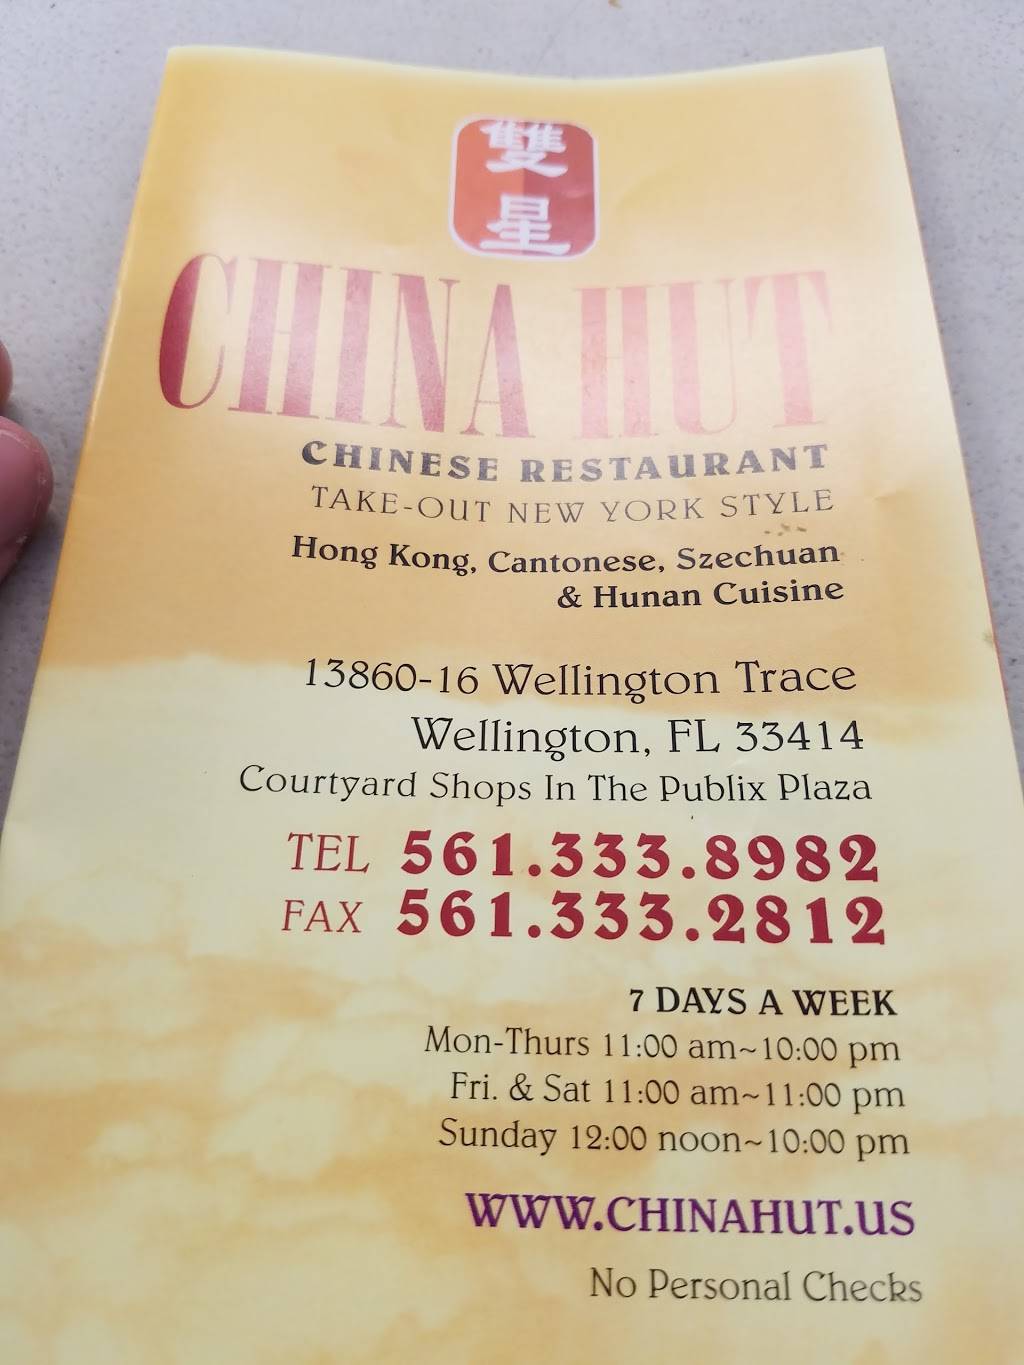 雙
星
CHINA HUT
CHINESE RESTAURANT
TAKE-OUT NEW YORK STYLE
Hong Kong, Cantonese, Szechuan
& Hunan Cuisine
13860-16 Wellington Trace
Wellington, FL 33414
Courtyard Shops In The Publix Plaza
TEL 561.333.8982
FAX 561.333.2812
7 DAYS A WEEK
Mon-Thurs 11:00 am~10:00 pm
Fri. & Sat 11:00 am~11:00 pm
Sunday 12:00 noon~10:00 pm
WWW.CHINAHUT.US
No Personal Checks